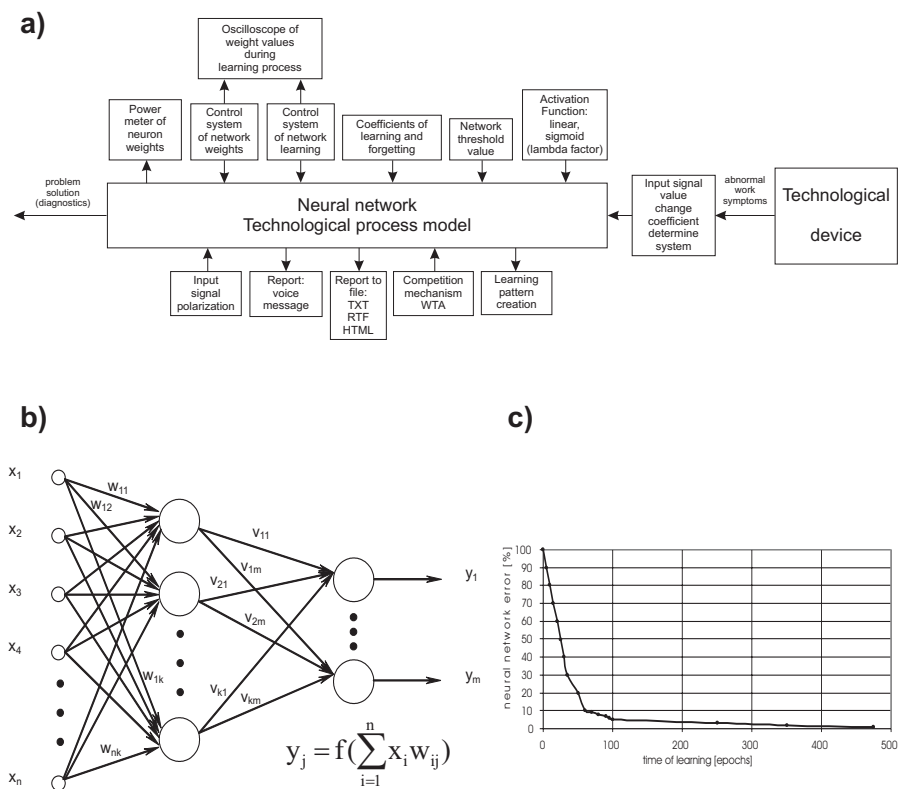 a)
Oscilloscope of
weight values
during
learning process
Power
meter of
neuron
weights
Control
system
of network
weights
Control
system
of network
learning
Coefficients
of learning and
forgetting
Network
threshold
value
Activation
Function:
linear,
sigmoid
(lambda factor)
problem
solution
(diagnostics)
Neural network
Technological process model
Input signal
value
change
coefficient
determine
system
abnormal
work
symptoms
Technological
device
Input
signal
polarization
Report:
voice
message
Report to
file:
TXT
RTF
HTML
Competition
mechanism
WTA
Learning
pattern
creation
b)
x1
x2
x3
x4
xn
w11
w12
w1k
wnk
v11
v1m
v21
v2m
vk1
vkm
y1
ym
y_j = f(∑_{i=1}^{n} x_i w_{ij})
c)
neural network error [%]
100
90
80
70
60
50
40
30
20
10
0
0 100 200 300 400 500
time of learning [epochs]